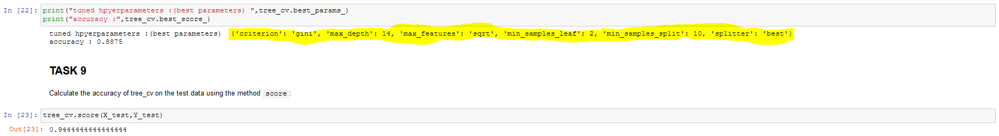 In [22]: print("tuned hpyerparameters :(best parameters) ",tree_cv.best_params_)
print("accuracy :",tree_cv.best_score_)
tuned hpyerparameters :(best parameters)  {'criterion': 'gini', 'max_depth': 14, 'max_features': 'sqrt', 'min_samples_leaf': 2, 'min_samples_split': 10, 'splitter': 'best'}
accuracy : 0.8875
TASK 9
Calculate the accuracy of tree_cv on the test data using the method score:
In [23]: tree_cv.score(X_test,Y_test)
Out[23]: 0.9444444444444444